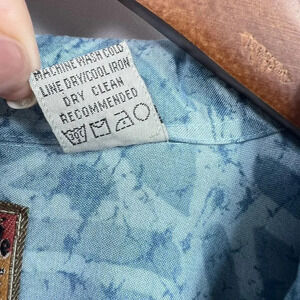 MACHINE WASH COLD
LINE DRY/COOL IRON
DRY CLEAN
RECOMMENDED